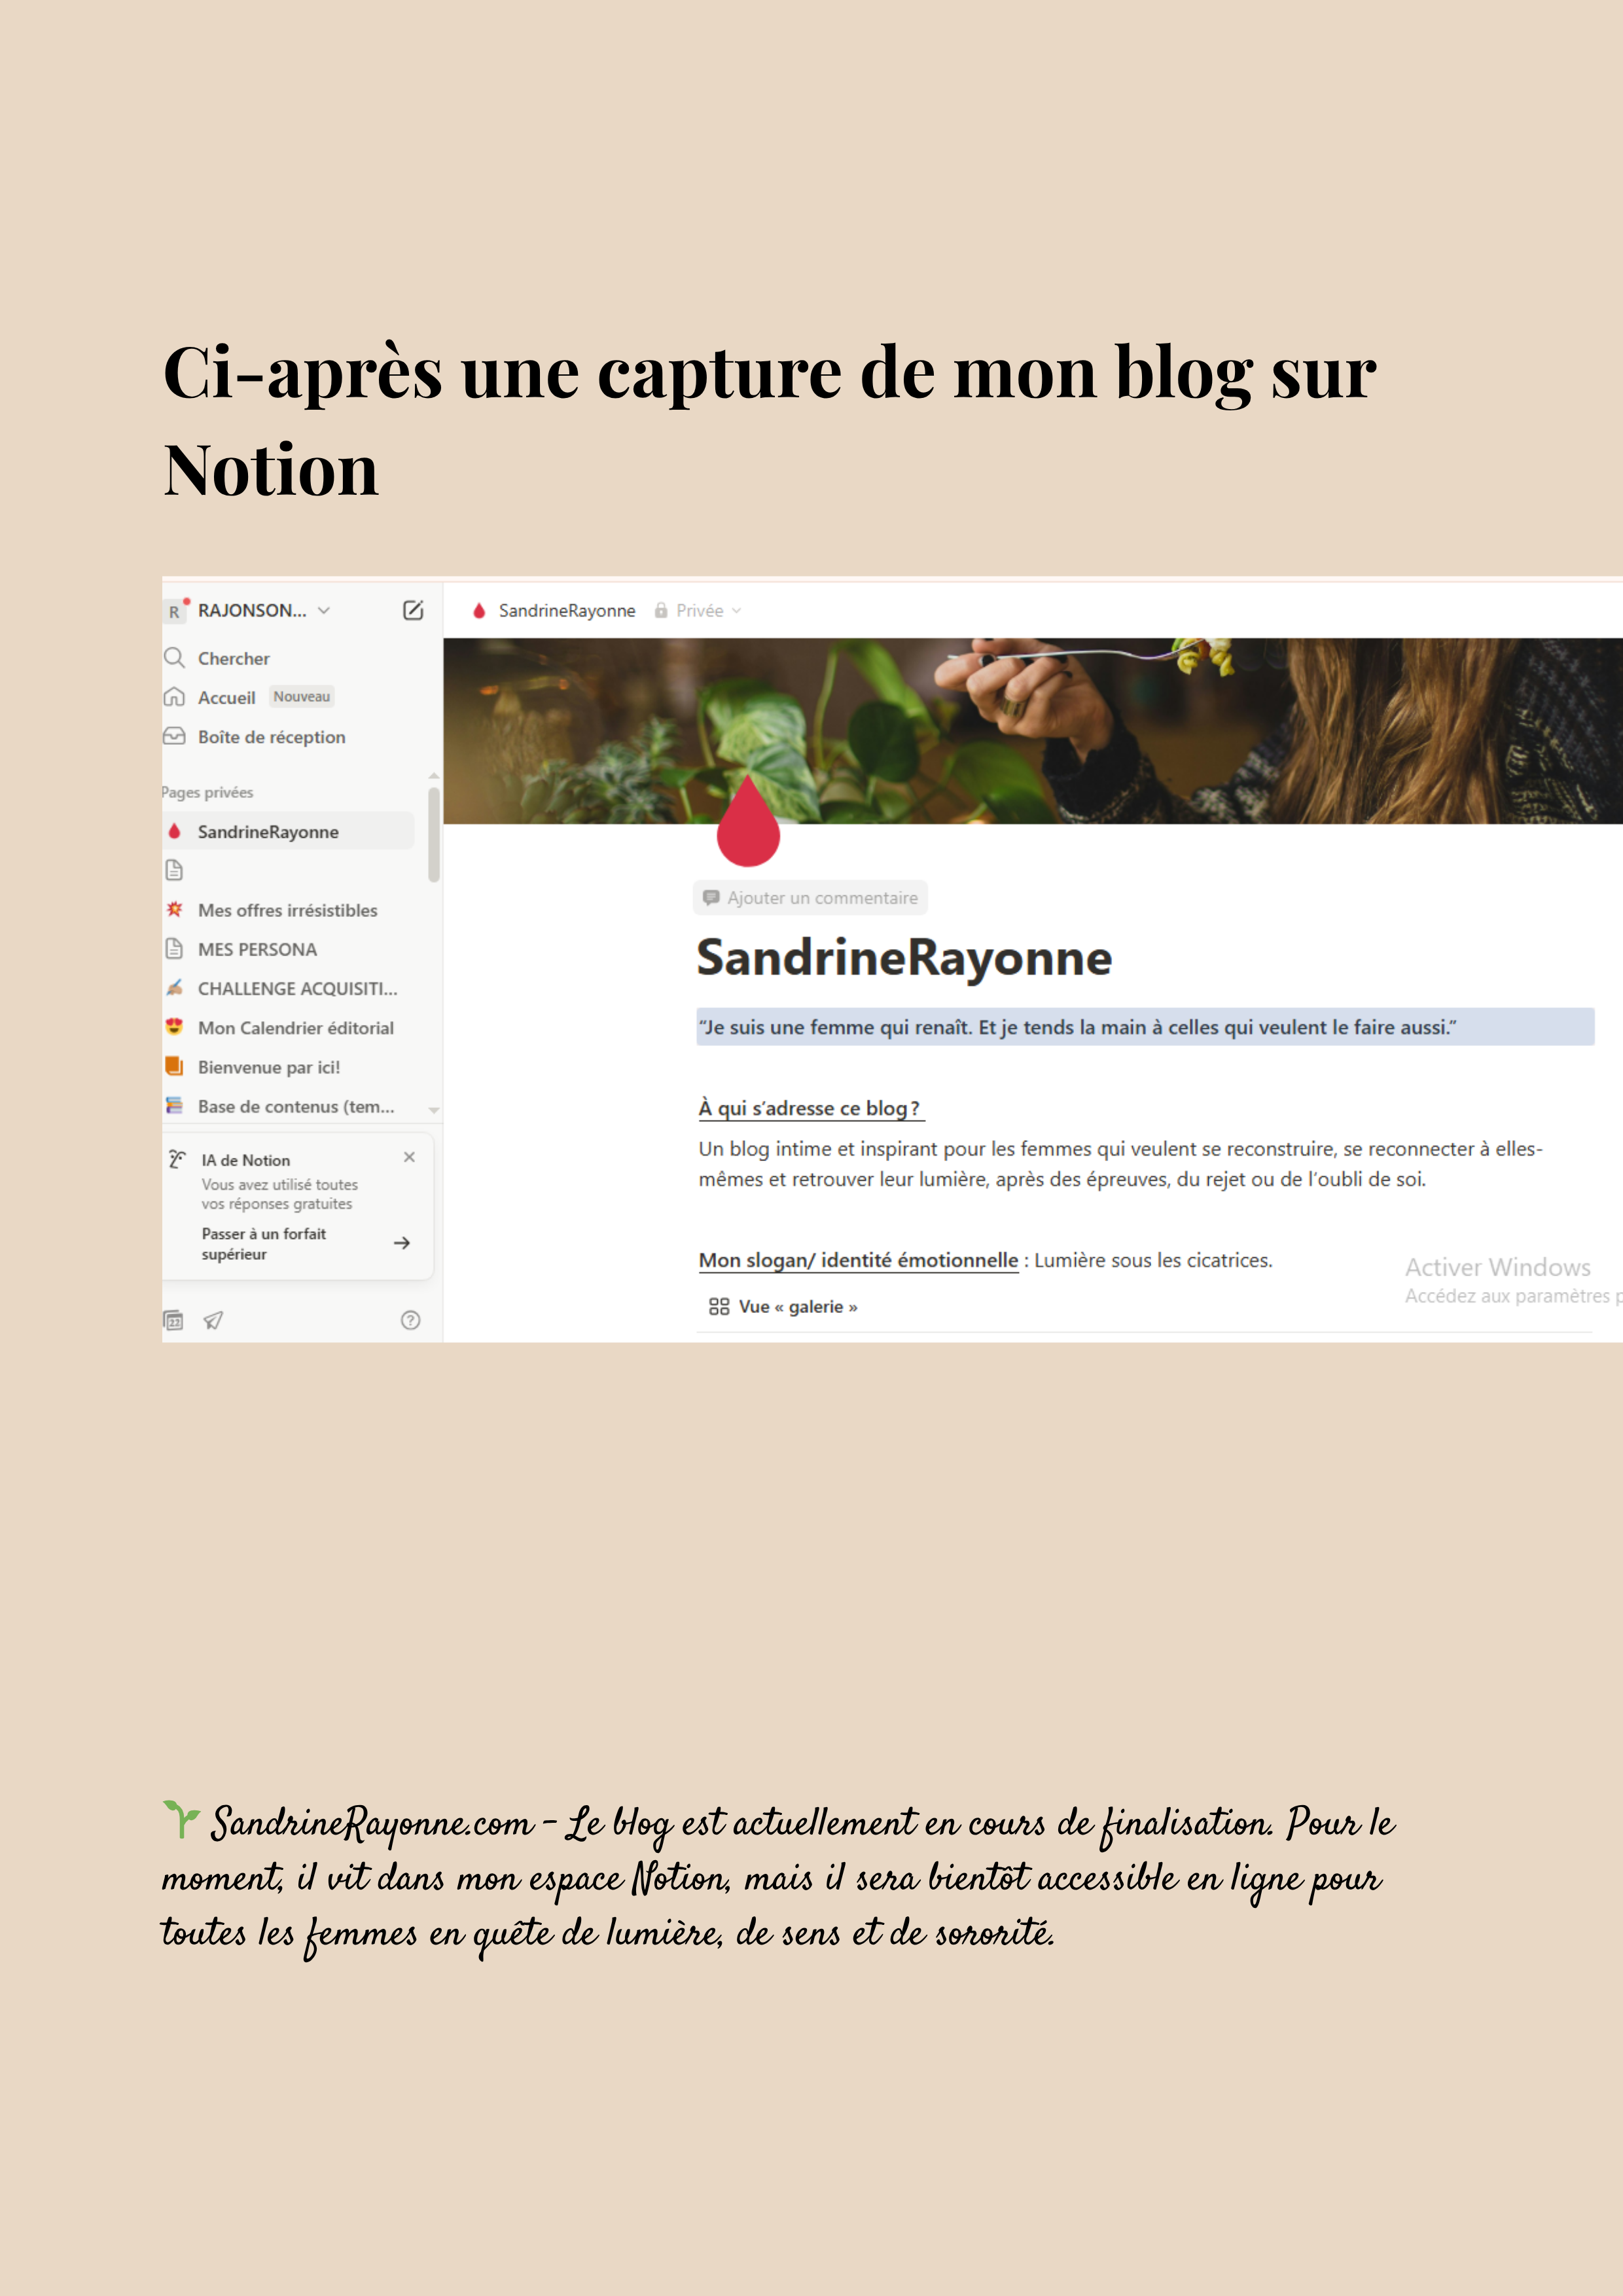 Ci-après une capture de mon blog sur
Notion
R RAJONSON...
Chercher
Accueil Nouveau
Boîte de réception
Pages privées
SandrineRayonne
Mes offres irrésistibles
MES PERSONA
CHALLENGE ACQUISITI...
Mon Calendrier éditorial
Bienvenue par ici!
Base de contenus (tem...
IA de Notion
Vous avez utilisé toutes
vos réponses gratuites
Passer à un forfait
supérieur
22
SandrineRayonne Privée
Ajouter un commentaire
SandrineRayonne
“Je suis une femme qui renaît. Et je tends la main à celles qui veulent le faire aussi.”
À qui s’adresse ce blog ?
Un blog intime et inspirant pour les femmes qui veulent se reconstruire, se reconnecter à elles-
mêmes et retrouver leur lumière, après des épreuves, du rejet ou de l’oubli de soi.
Mon slogan/ identité émotionnelle : Lumière sous les cicatrices.
Vue « galerie »
Activer Windows
Accédez aux paramètres p
🌱 SandrineRayonne.com – Le blog est actuellement en cours de finalisation. Pour le
moment, il vit dans mon espace Notion, mais il sera bientôt accessible en ligne pour
toutes les femmes en quête de lumière, de sens et de sororité.